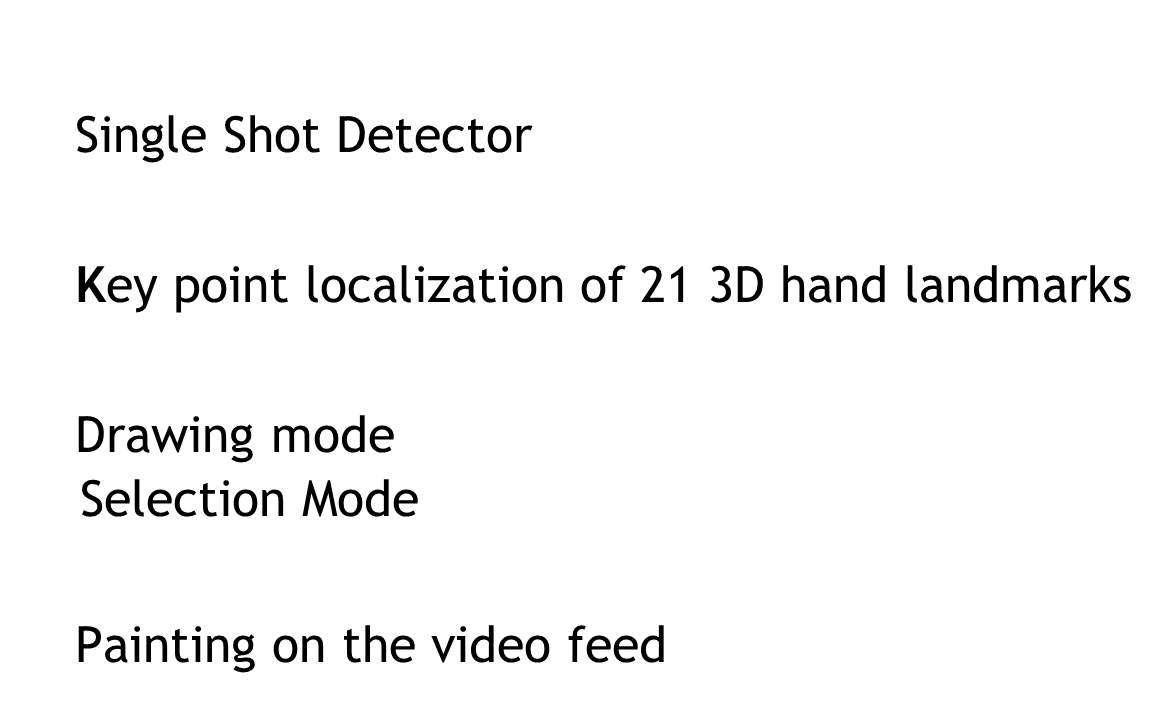 Single Shot Detector
Key point localization of 21 3D hand landmarks
Drawing mode
Selection Mode
Painting on the video feed